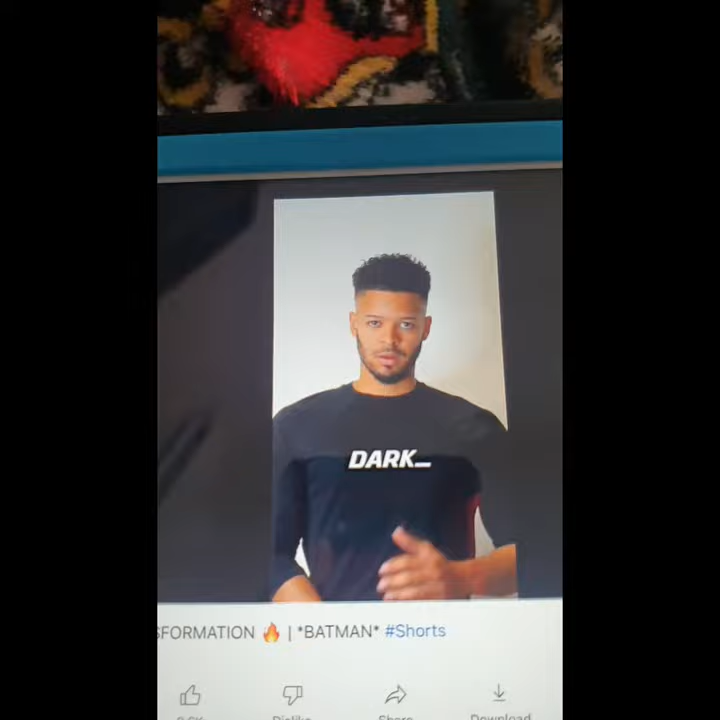 DARK_
SFORMATION 🔥 | *BATMAN* #Shorts
Dislike
Share
Download